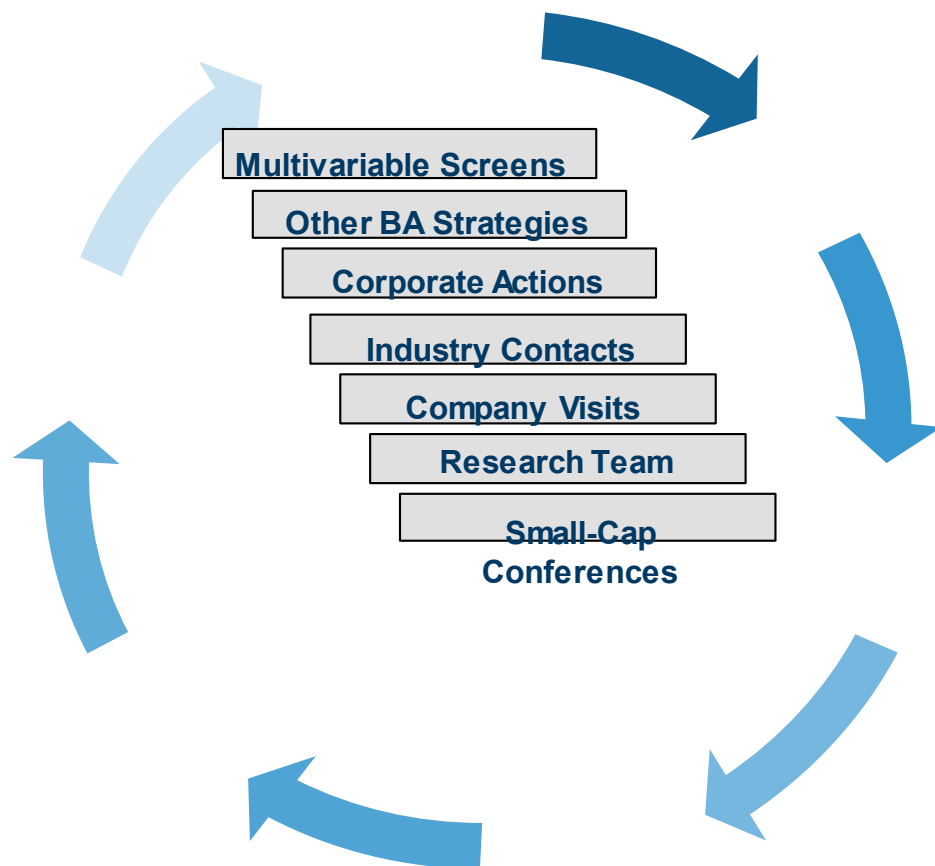 Multivariable Screens
Other BA Strategies
Corporate Actions
Industry Contacts
Company Visits
Research Team
Small-Cap
Conferences